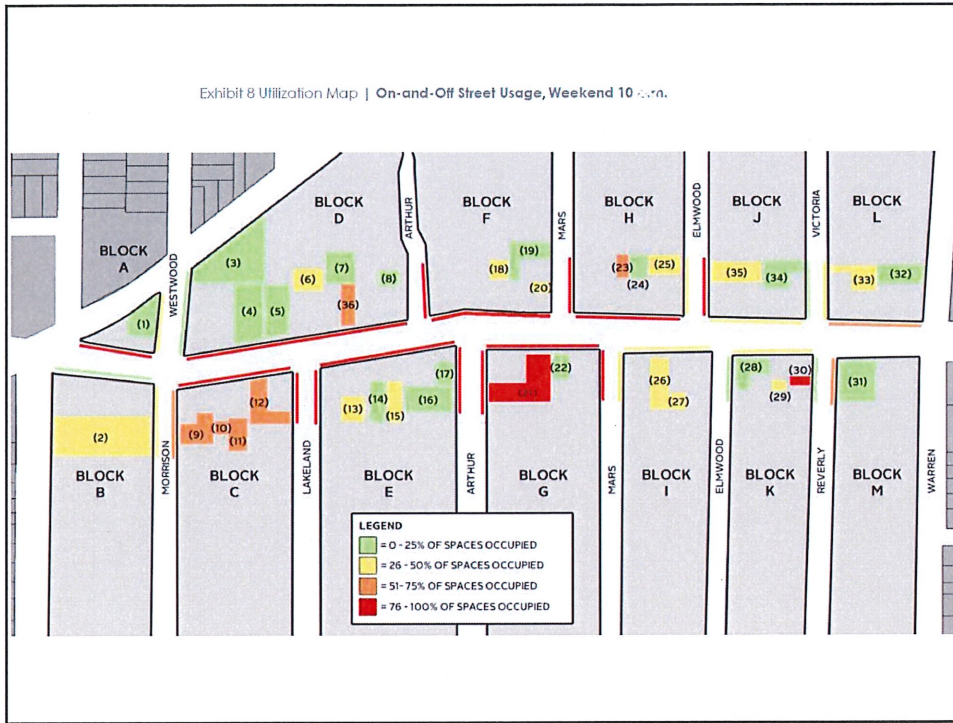 Exhibit 8 Utilization Map | On-and-Off Street Usage, Weekend 10
BLOCK
A
BLOCK
D
BLOCK
F
BLOCK
H
BLOCK
J
BLOCK
L
WESTWOOD
ARTHUR
MARS
ELMWOOD
VICTORIA
(1)
(3)
(4)
(5)
(6)
(7)
(8)
(36)
(18)
(19)
(20)
(23)
(24)
(25)
(35)
(34)
(33)
(32)
(2)
(9)
(10)
(11)
(12)
(13)
(14)
(15)
(16)
(17)
(22)
(26)
(27)
(28)
(29)
(30)
(31)
BLOCK
B
BLOCK
C
BLOCK
E
BLOCK
G
BLOCK
I
BLOCK
K
BLOCK
M
MORRISON
LAKELAND
ARTHUR
MARS
ELMWOOD
REVERLY
WARREN
LEGEND
= 0 - 25% OF SPACES OCCUPIED
= 26 - 50% OF SPACES OCCUPIED
= 51-75% OF SPACES OCCUPIED
= 76 - 100% OF SPACES OCCUPIED